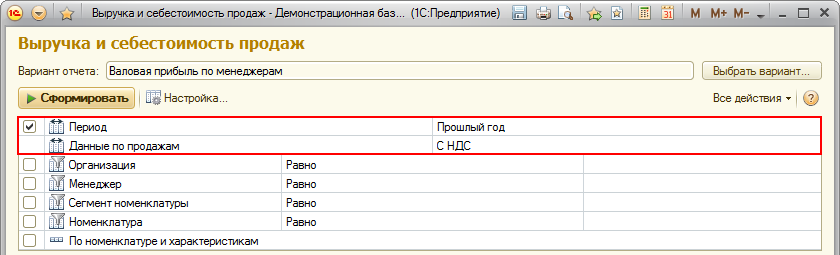 Выручка и себестоимость продаж - Демонстрационная баз... (1С:Предприятие) M M+ M-
Выручка и себестоимость продаж
Вариант отчета: Валовая прибыль по менеджерам Выбрать вариант...
Сформировать Настройка... Все действия
Период Прошлый год
Данные по продажам С НДС
Организация Равно
Менеджер Равно
Сегмент номенклатуры Равно
Номенклатура Равно
По номенклатуре и характеристикам